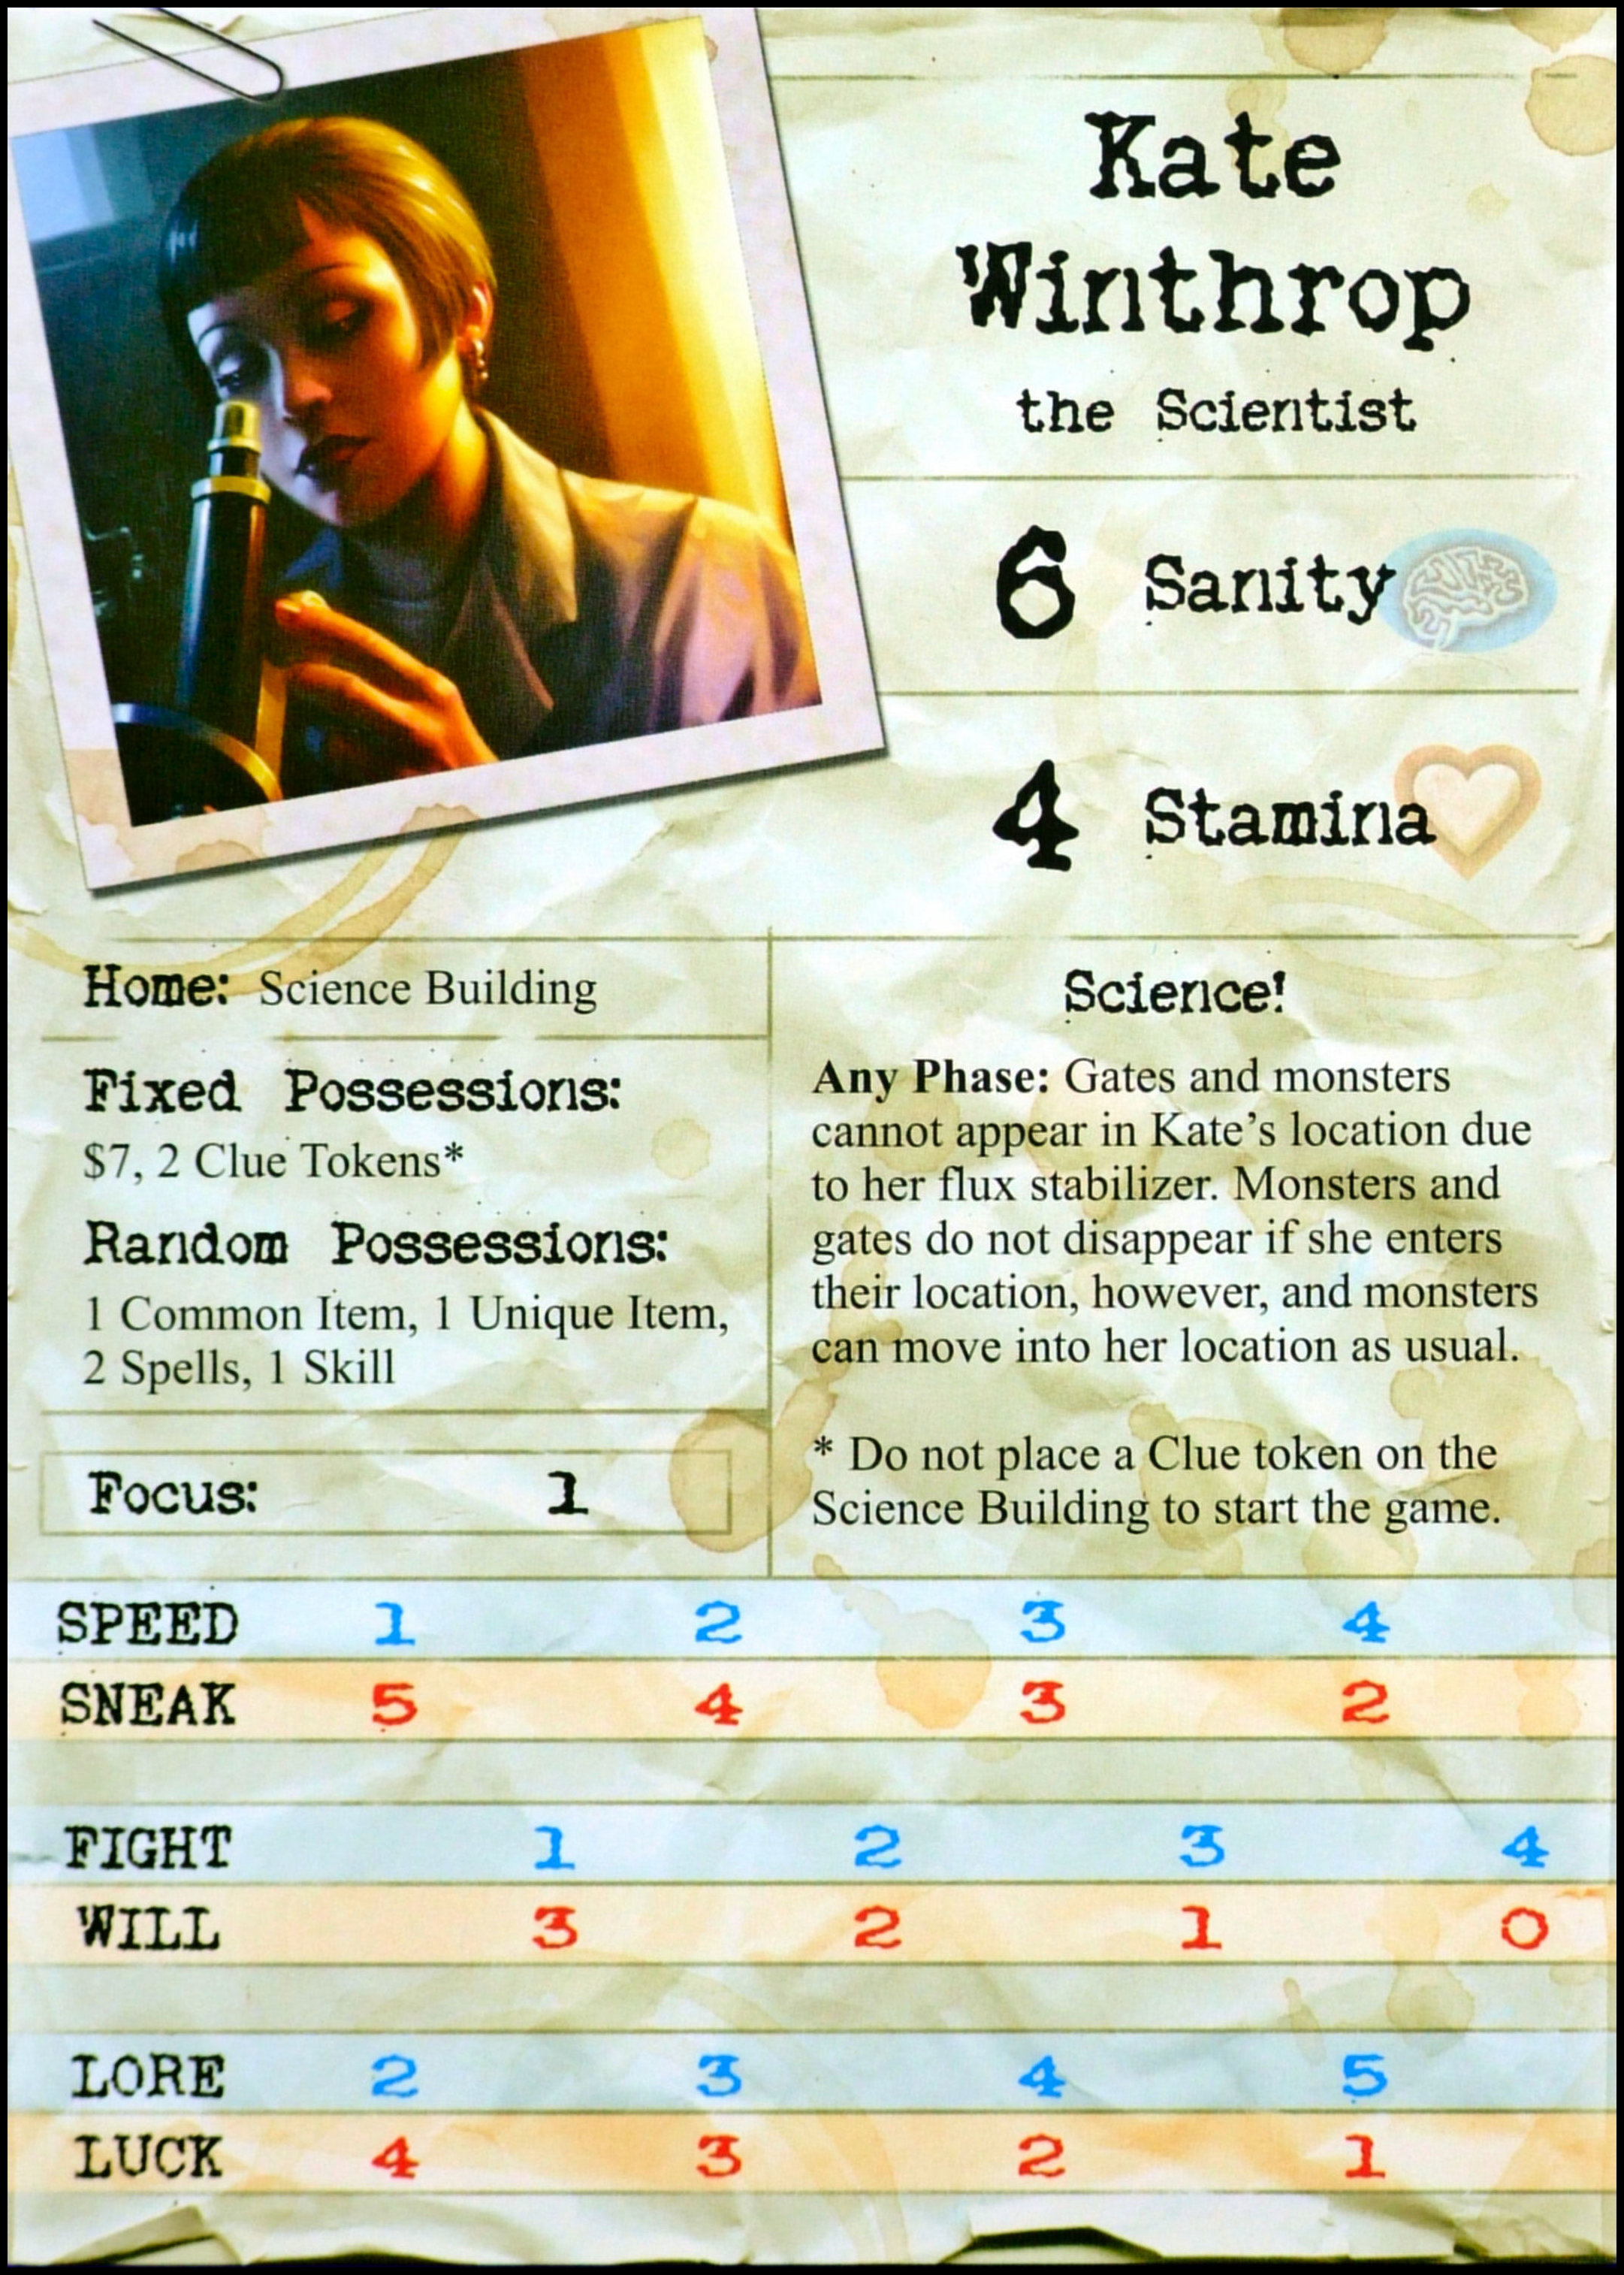 Kate
Winthrop
the Scientist
6 Sanity
4 Stamina
Home: Science Building
Fixed Possessions:
$7, 2 Clue Tokens*
Random Possessions:
1 Common Item, 1 Unique Item,
2 Spells, 1 Skill
Focus: 1
Science!
Any Phase: Gates and monsters
cannot appear in Kate's location due
to her flux stabilizer. Monsters and
gates do not disappear if she enters
their location, however, and monsters
can move into her location as usual.
* Do not place a Clue token on the
Science Building to start the game.
SPEED 1 2 3 4
SNEAK 5 4 3 2
FIGHT 1 2 3 4
WILL 3 2 1 0
LORE 2 3 4 5
LUCK 4 3 2 1